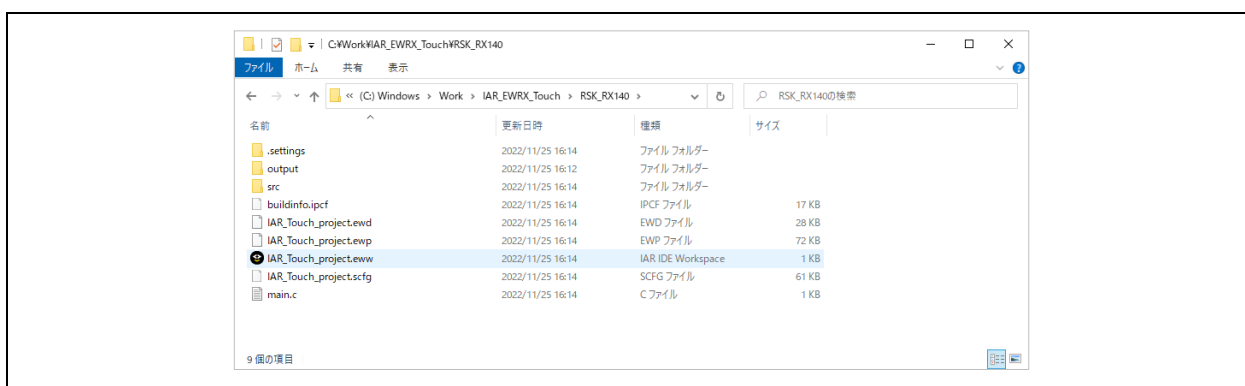 C:¥Work¥IAR_EWRX_Touch¥RSK_RX140
ファイル ホーム 共有 表示
« (C:) Windows › Work › IAR_EWRX_Touch › RSK_RX140 › RSK_RX140の検索
名前 更新日時 種類 サイズ
.settings 2022/11/25 16:14 ファイル フォルダー
output 2022/11/25 16:12 ファイル フォルダー
src 2022/11/25 16:14 ファイル フォルダー
buildinfo.ipcf 2022/11/25 16:14 IPCF ファイル 17 KB
IAR_Touch_project.ewd 2022/11/25 16:14 EWD ファイル 28 KB
IAR_Touch_project.ewp 2022/11/25 16:14 EWP ファイル 72 KB
IAR_Touch_project.eww 2022/11/25 16:14 IAR IDE Workspace 1 KB
IAR_Touch_project.scfg 2022/11/25 16:14 SCFG ファイル 61 KB
main.c 2022/11/25 16:14 C ファイル 1 KB
9 個の項目